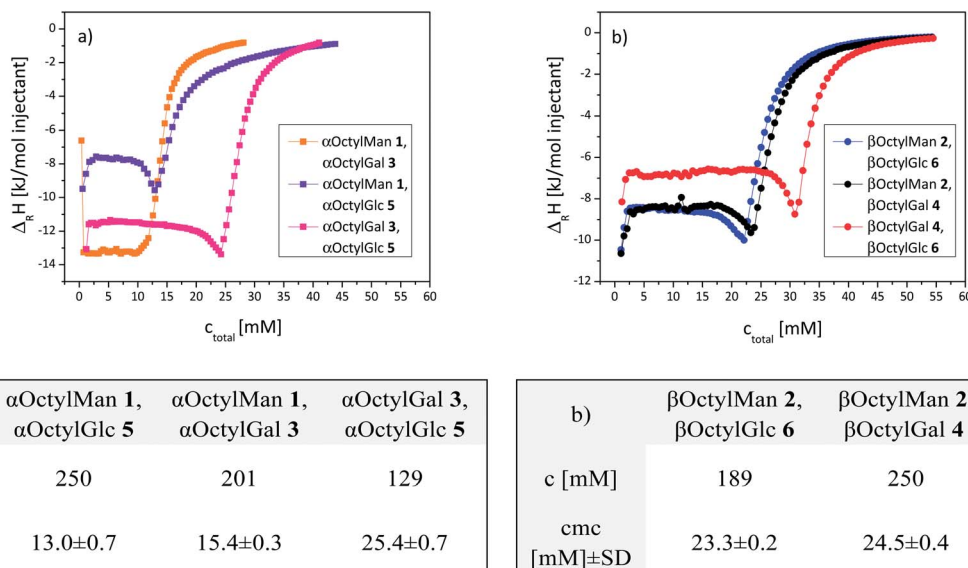 a)
0
-2
-4
-6
-8
-10
-12
-14
Δ_R H [kJ/mol injectant]
0 5 10 15 20 25 30 35 40 45 50 55 60
c_total [mM]
αOctylMan 1,
αOctylGal 3
αOctylMan 1,
αOctylGlc 5
αOctylGal 3,
αOctylGlc 5
b)
0
-2
-4
-6
-8
-10
-12
Δ_R H [kJ/mol injectant]
0 5 10 15 20 25 30 35 40 45 50 55 60
c_total [mM]
βOctylMan 2,
βOctylGlc 6
βOctylMan 2,
βOctylGal 4
βOctylGal 4,
βOctylGlc 6
αOctylMan 1, αOctylMan 1, αOctylGal 3,
αOctylGlc 5 αOctylGal 3 αOctylGlc 5
250 201 129
13.0±0.7 15.4±0.3 25.4±0.7
b)
βOctylMan 2, βOctylMan 2
βOctylGlc 6 βOctylGal 4
c [mM] 189 250
cmc
[mM]±SD 23.3±0.2 24.5±0.4